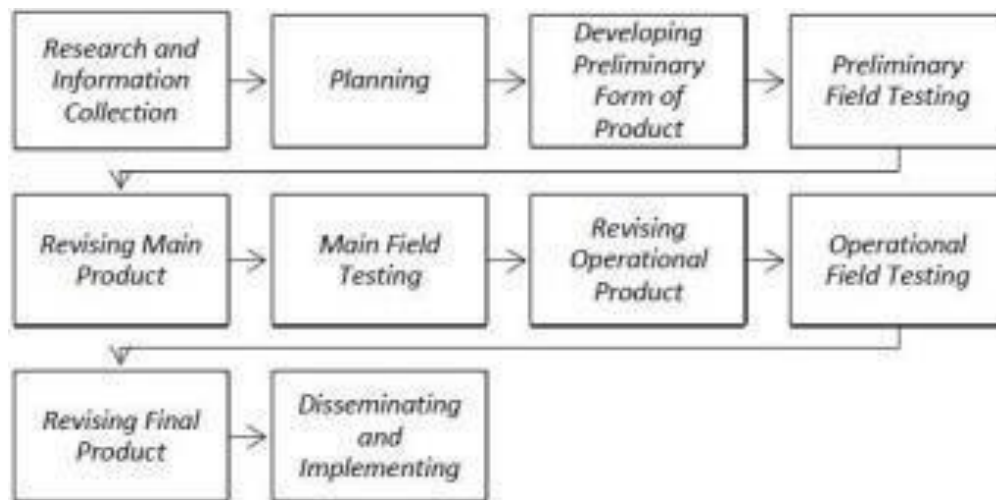 Research and
Information
Collection
Planning
Developing
Preliminary
Form of
Product
Preliminary
Field Testing
Revising Main
Product
Main Field
Testing
Revising
Operational
Product
Operational
Field Testing
Revising Final
Product
Disseminating
and
Implementing